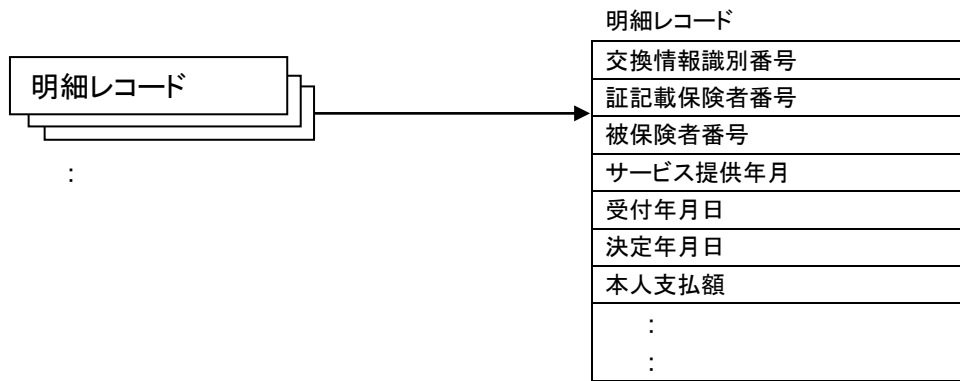 明細レコード
:
明細レコード
交換情報識別番号
証記載保険者番号
被保険者番号
サービス提供年月
受付年月日
決定年月日
本人支払額
:
: